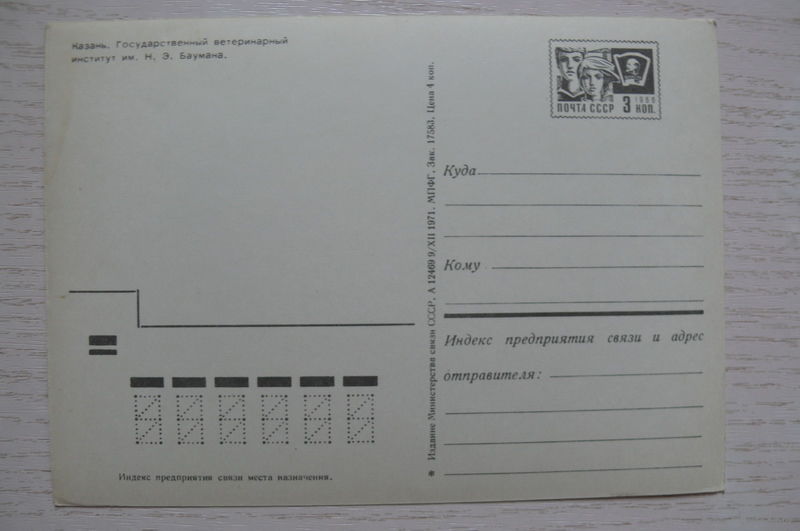 Казань. Государственный ветеринарный
институт им. Н. Э. Баумана.
1966
ПОЧТА СССР 3 КОП.
Куда
Кому
Индекс предприятия связи и адрес
отправителя:
Индекс предприятия связи места назначения.
* Издание Министерства связи СССР. А 12469 9/XII 1971. МПФГ. Зак. 17583. Цена 4 коп.